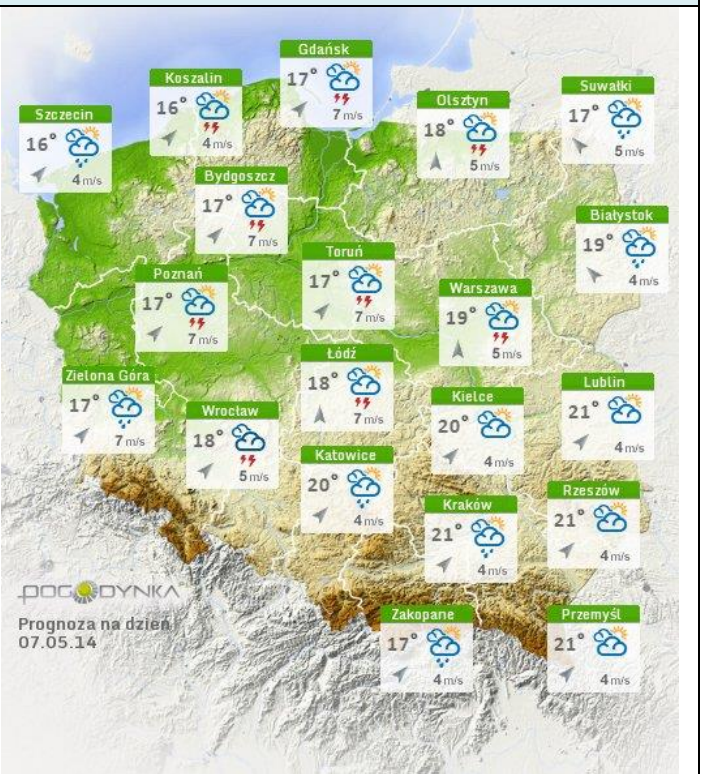 Gdańsk
17°
7 m/s
Koszalin
16°
4 m/s
Suwałki
17°
5 m/s
Olsztyn
18°
5 m/s
Szczecin
16°
4 m/s
Bydgoszcz
17°
7 m/s
Białystok
19°
4 m/s
Toruń
17°
7 m/s
Poznań
17°
7 m/s
Warszawa
19°
5 m/s
Łódź
18°
7 m/s
Zielona Góra
17°
7 m/s
Lublin
21°
4 m/s
Kielce
20°
4 m/s
Wrocław
18°
5 m/s
Katowice
20°
4 m/s
Rzeszów
21°
4 m/s
Kraków
21°
4 m/s
POGODYNKA
Prognoza na dzień
07.05.14
Zakopane
17°
4 m/s
Przemyśl
21°
4 m/s